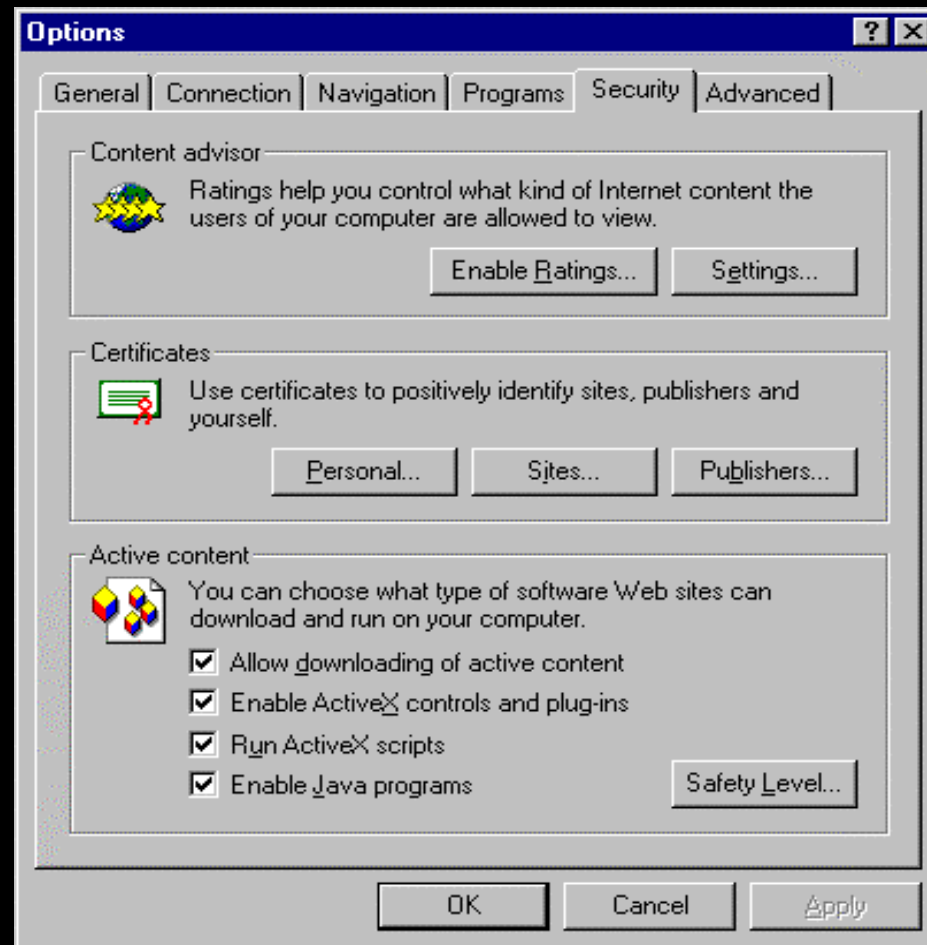 Options
General Connection Navigation Programs Security Advanced
Content advisor
Ratings help you control what kind of Internet content the
users of your computer are allowed to view.
Enable Ratings... Settings...
Certificates
Use certificates to positively identify sites, publishers and
yourself.
Personal... Sites... Publishers...
Active content
You can choose what type of software Web sites can
download and run on your computer.
Allow downloading of active content
Enable ActiveX controls and plug-ins
Run ActiveX scripts
Enable Java programs
Safety Level...
OK Cancel Apply